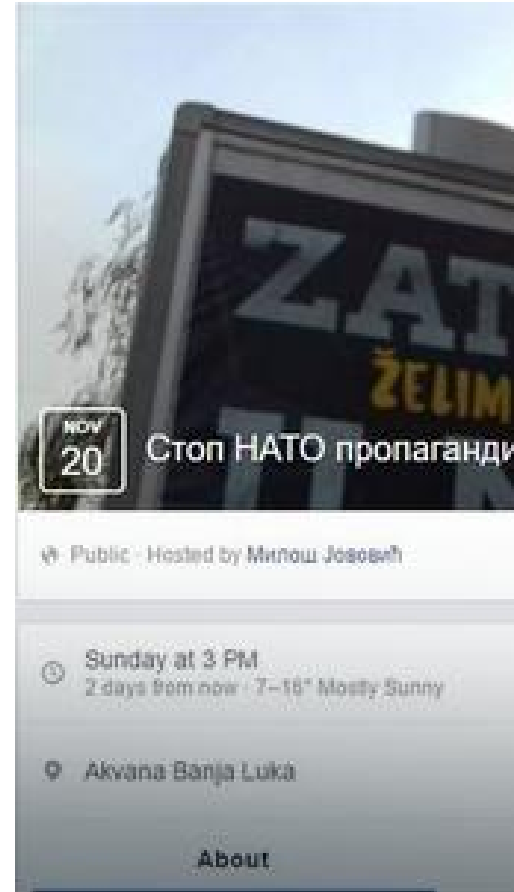 ZAT
ŽELIM
NOV
20
Стоп НАТО пропаганди
Public · Hosted by Милош Јововић
Sunday at 3 PM
2 days from now · 7–16° Mostly Sunny
Akvana Banja Luka
About